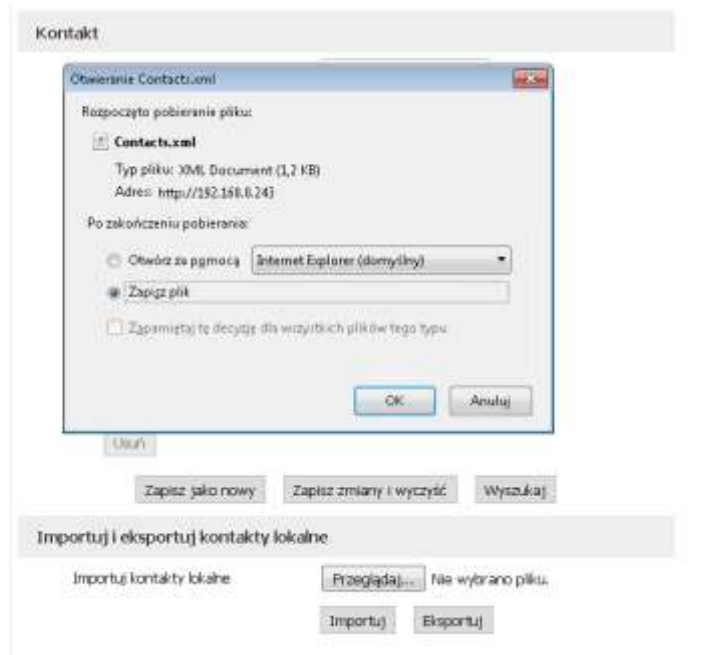 Kontakt
Otwieranie Contacts.xml
Rozpoczęto pobieranie pliku:
Contacts.xml
Typ pliku: XML Document (1,2 KB)
Adres: http://192.168.8.243
Po zakończeniu pobierania:
Otwórz za pomocą Internet Explorer (domyślny)
Zapisz plik
Zapamiętaj tę decyzję dla wszystkich plików tego typu
OK Anuluj
Usuń
Zapisz jako nowy Zapisz zmiany i wyczyść Wyszukaj
Importuj i eksportuj kontakty lokalne
Importuj kontakty lokalne Przeglądaj... Nie wybrano pliku.
Importuj Eksportuj